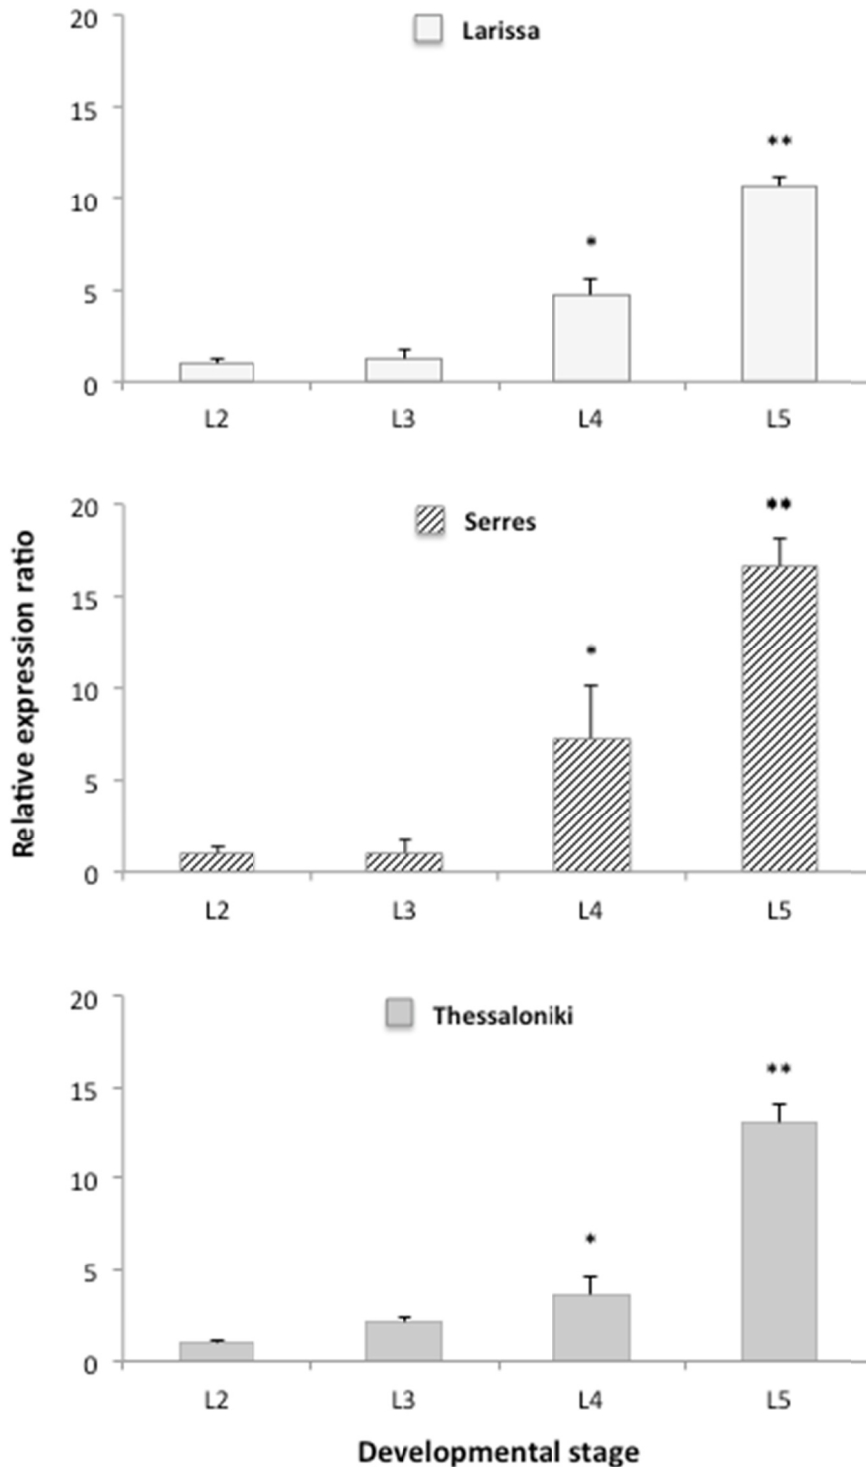 20
Larissa
15
**
10
*
5
0
L2 L3 L4 L5
Relative expression ratio
20
Serres
**
15
*
10
5
0
L2 L3 L4 L5
20
Thessaloniki
15
**
10
*
5
0
L2 L3 L4 L5
Developmental stage